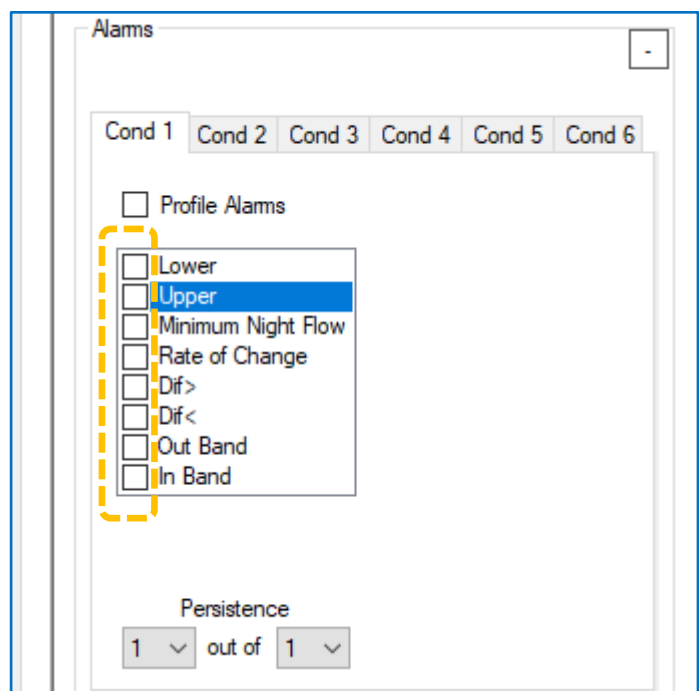 Alarms
-
Cond 1 Cond 2 Cond 3 Cond 4 Cond 5 Cond 6
Profile Alarms
Lower
Upper
Minimum Night Flow
Rate of Change
Dif>
Dif<
Out Band
In Band
Persistence
1 out of 1